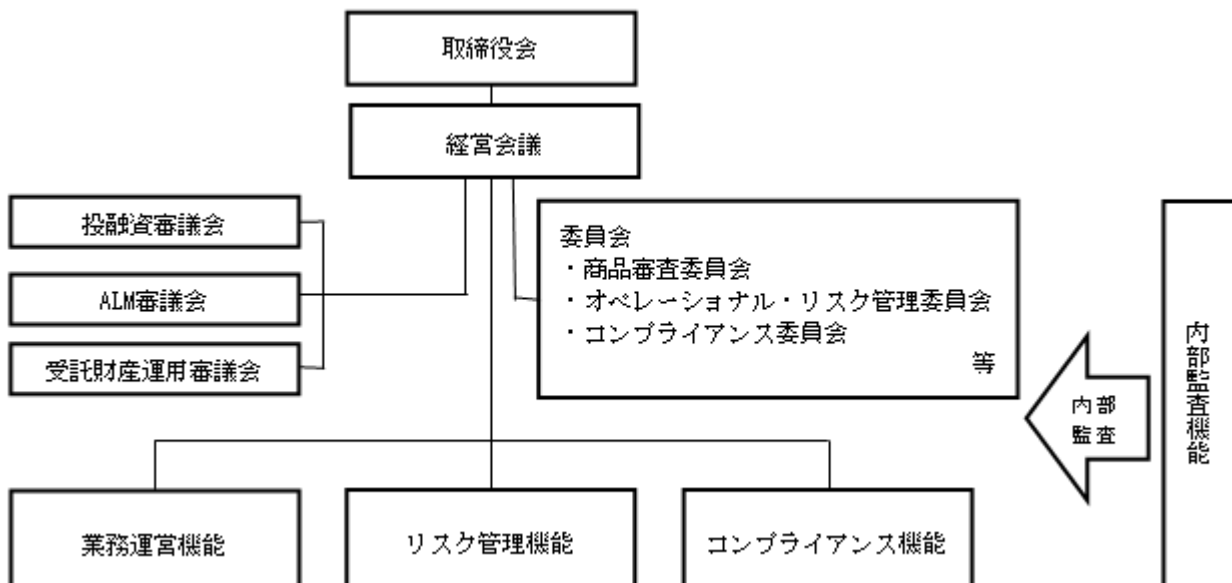 取締役会
経営会議
投融資審議会
ALM審議会
受託財産運用審議会
委員会
・商品審査委員会
・オペレーショナル・リスク管理委員会
・コンプライアンス委員会
等
内部
監査
内部監査機能
業務運営機能
リスク管理機能
コンプライアンス機能